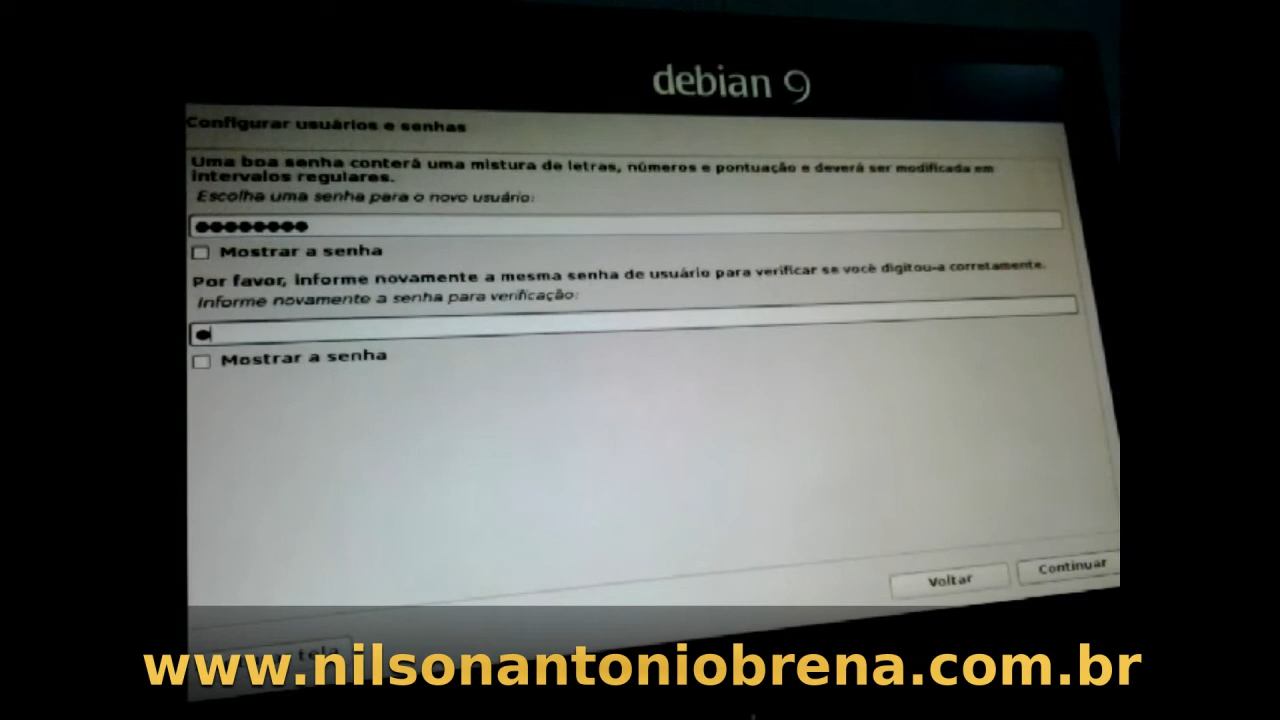 debian 9
Configurar usuários e senhas
Uma boa senha conterá uma mistura de letras, números e pontuação e deverá ser modificada em
intervalos regulares.
Escolha uma senha para o novo usuário:
●●●●●●●●
Mostrar a senha
Por favor, informe novamente a mesma senha de usuário para verificar se você digitou-a corretamente.
Informe novamente a senha para verificação:
●
Mostrar a senha
Voltar
Continuar
tela
www.nilsonantoniobrena.com.br